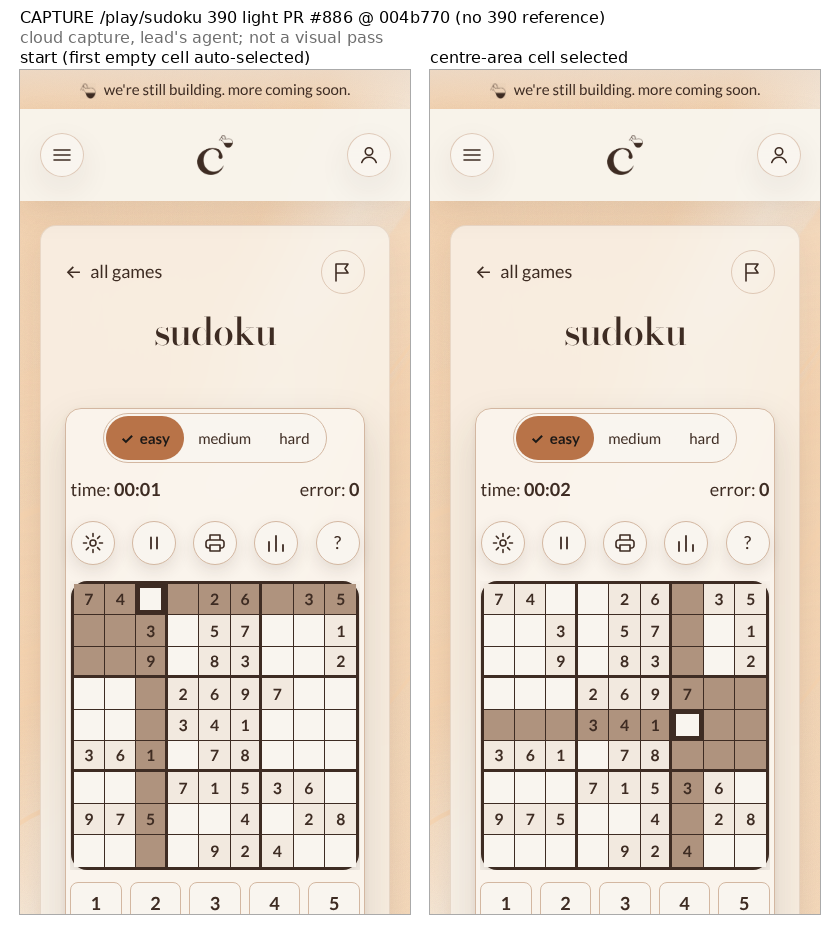 CAPTURE /play/sudoku 390 light PR #886 @ 004b770 (no 390 reference)
cloud capture, lead's agent; not a visual pass
start (first empty cell auto-selected)
we're still building. more coming soon.
c
← all games
sudoku
✓ easy medium hard
time: 00:01 error: 0
?
7 4 2 6 3 5
3 5 7 1
9 8 3 2
2 6 9 7
3 4 1
3 6 1 7 8
7 1 5 3 6
9 7 5 4 2 8
9 2 4
1 2 3 4 5
centre-area cell selected
we're still building. more coming soon.
c
← all games
sudoku
✓ easy medium hard
time: 00:02 error: 0
?
7 4 2 6 3 5
3 5 7 1
9 8 3 2
2 6 9 7
3 4 1
3 6 1 7 8
7 1 5 3 6
9 7 5 4 2 8
9 2 4
1 2 3 4 5